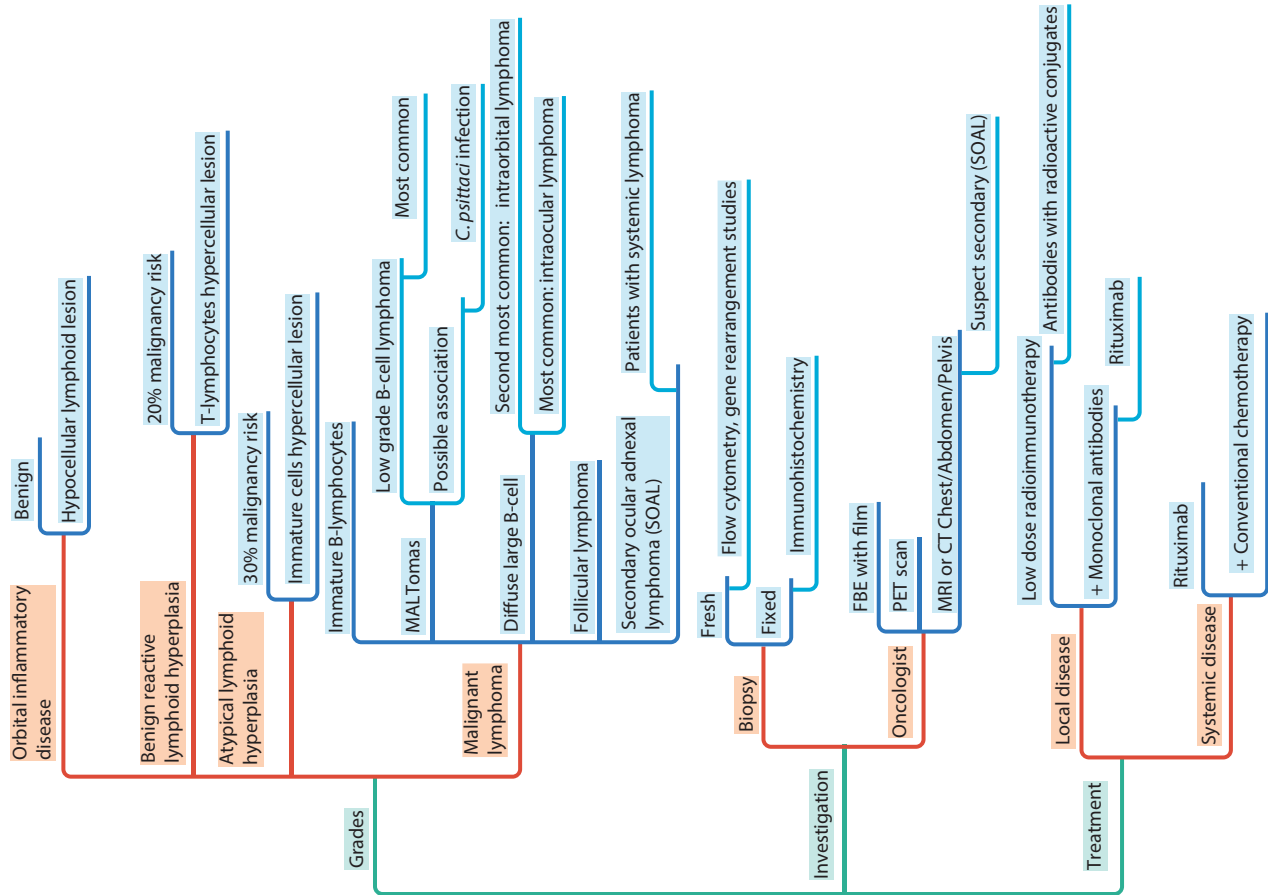 Grades
Orbital inflammatory
disease
Benign
Hypocellular lymphoid lesion
Benign reactive
lymphoid hyperplasia
20% malignancy risk
T-lymphocytes hypercellular lesion
Atypical lymphoid
hyperplasia
30% malignancy risk
Immature cells hypercellular lesion
Malignant
lymphoma
Immature B-lymphocytes
MALTomas
Low grade B-cell lymphoma
Most common
Possible association
C. psittaci infection
Diffuse large B-cell
Second most common: intraorbital lymphoma
Most common: intraocular lymphoma
Follicular lymphoma
Secondary ocular adnexal
lymphoma (SOAL)
Patients with systemic lymphoma
Investigation
Biopsy
Fresh
Flow cytometry, gene rearrangement studies
Fixed
Immunohistochemistry
Oncologist
FBE with film
PET scan
MRI or CT Chest/Abdomen/Pelvis
Suspect secondary (SOAL)
Treatment
Local disease
Low dose radioimmunotherapy
Antibodies with radioactive conjugates
+ Monoclonal antibodies
Rituximab
Systemic disease
Rituximab
+ Conventional chemotherapy